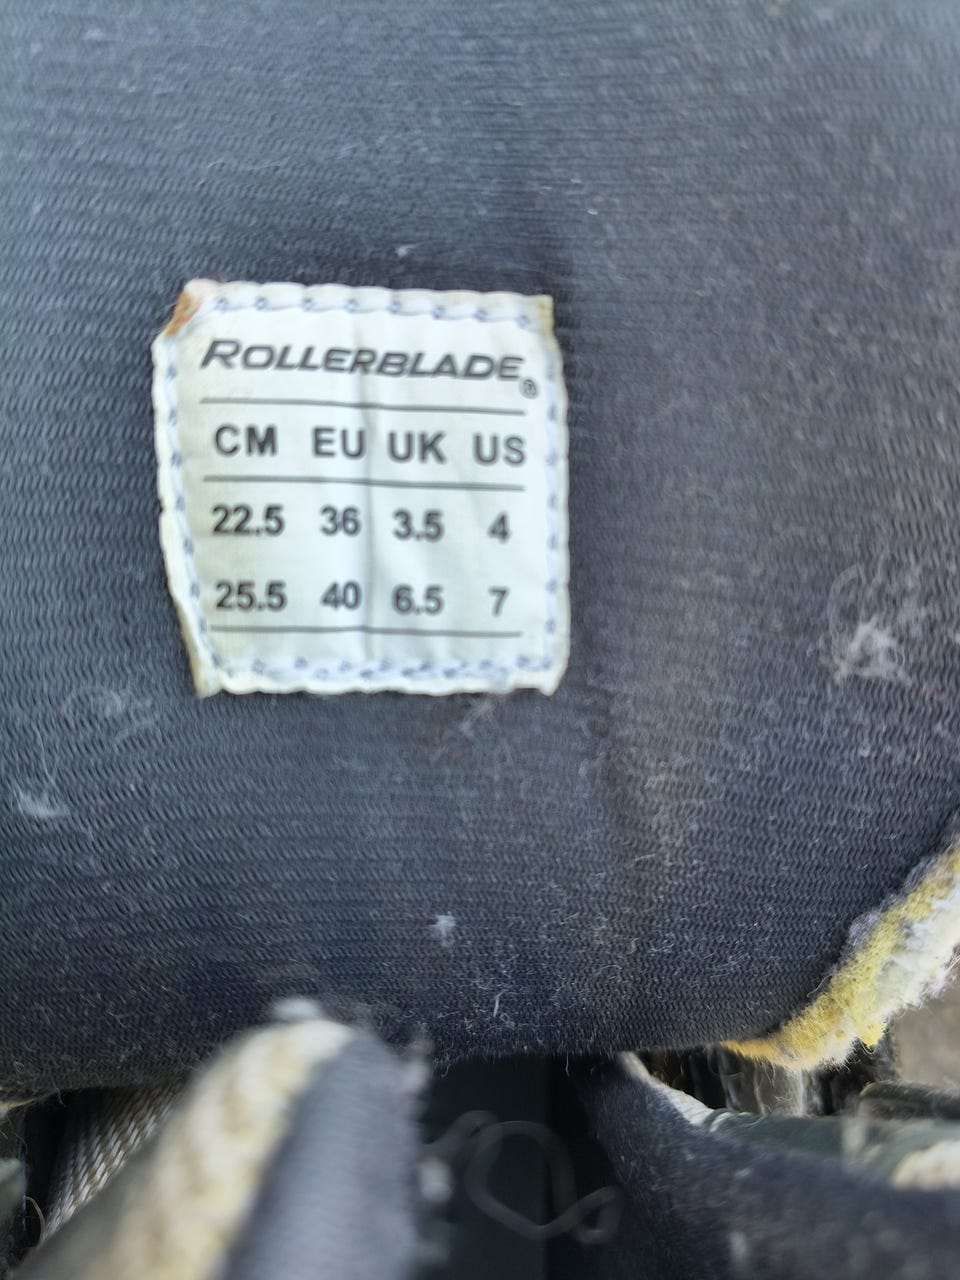 ROLLERBLADE®
CM EU UK US
22.5 36 3.5 4
25.5 40 6.5 7